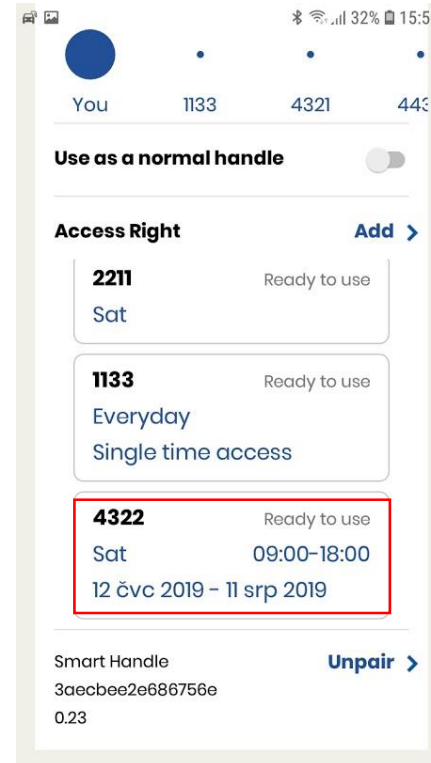 32% 15:5
You 1133 4321 443
Use as a normal handle
Access Right Add >
2211 Ready to use
Sat
1133 Ready to use
Everyday
Single time access
4322 Ready to use
Sat 09:00-18:00
12 čvc 2019 - 11 srp 2019
Smart Handle Unpair >
3aecbee2e686756e
0.23